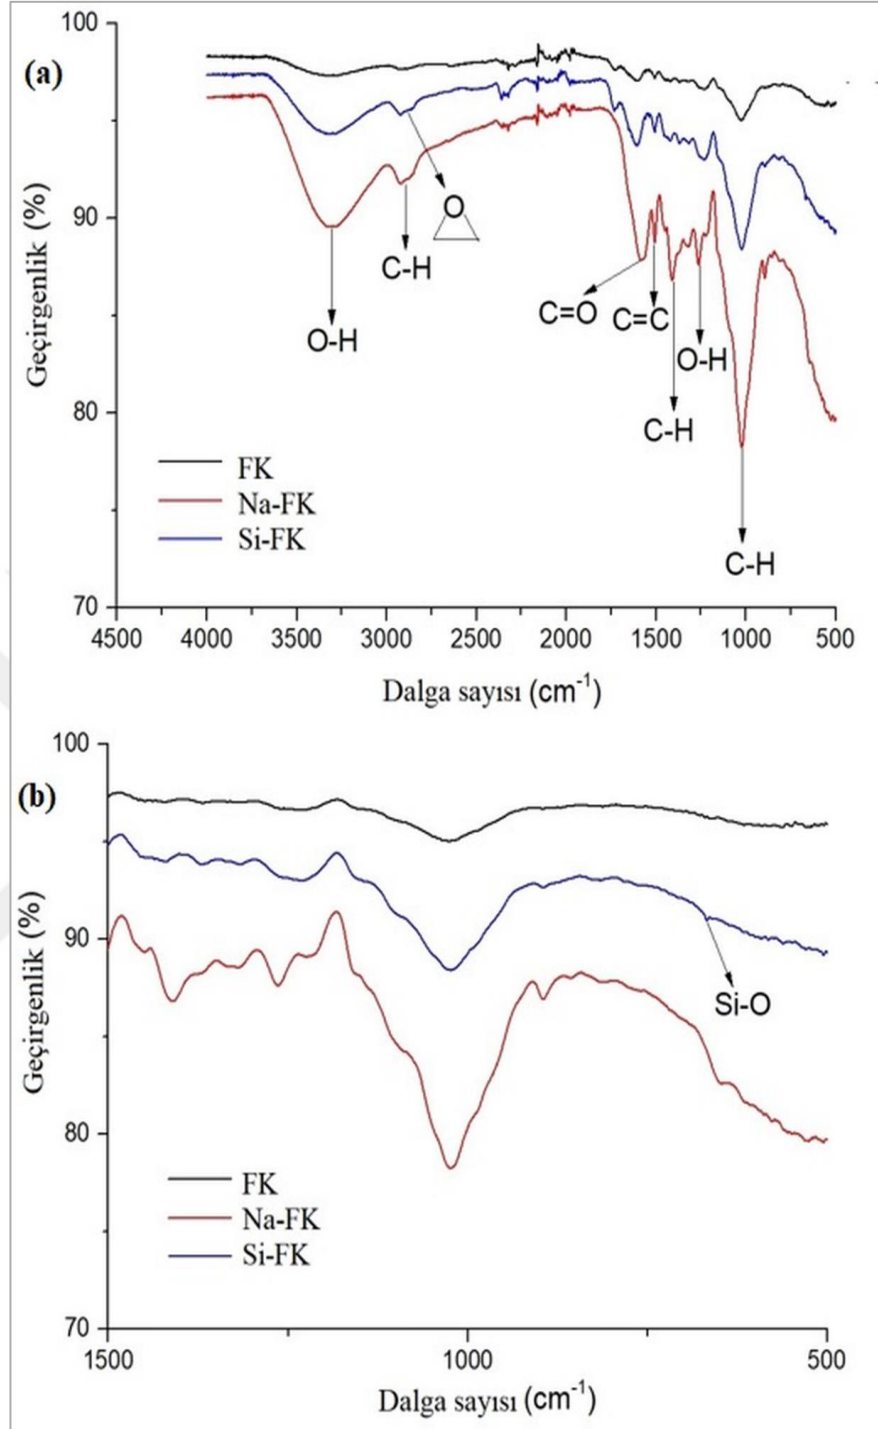 (a)
100
90
80
70
Geçirgenlik (%)
O
C-H
O-H
C=O
C=C
O-H
C-H
C-H
FK
Na-FK
Si-FK
4500 4000 3500 3000 2500 2000 1500 1000 500
Dalga sayısı (cm⁻¹)
(b)
100
90
80
70
Geçirgenlik (%)
Si-O
FK
Na-FK
Si-FK
1500 1000 500
Dalga sayısı (cm⁻¹)